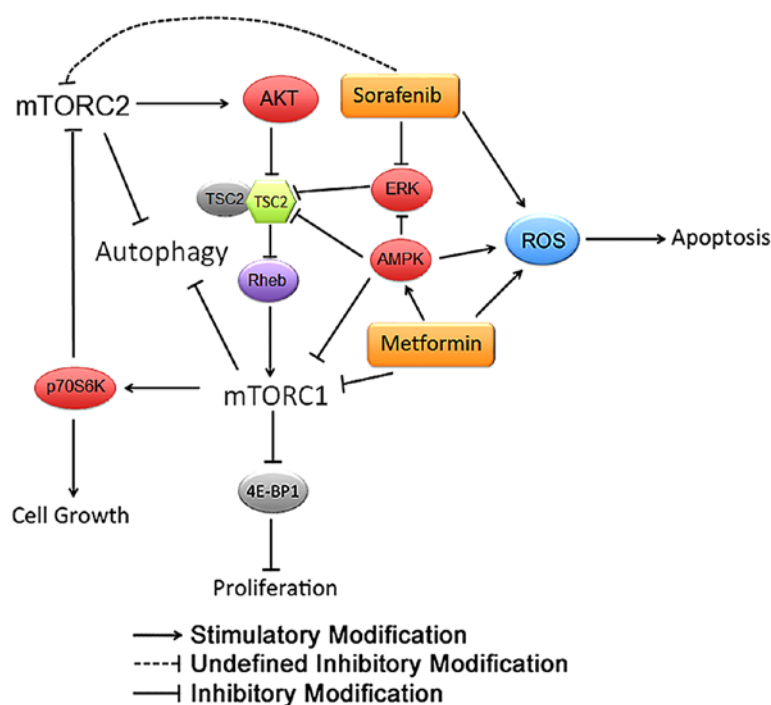 mTORC2
AKT
Sorafenib
TSC2
TSC2
ERK
Autophagy
Rheb
AMPK
ROS
Apoptosis
Metformin
p70S6K
mTORC1
4E-BP1
Cell Growth
Proliferation
Stimulatory Modification
Undefined Inhibitory Modification
Inhibitory Modification